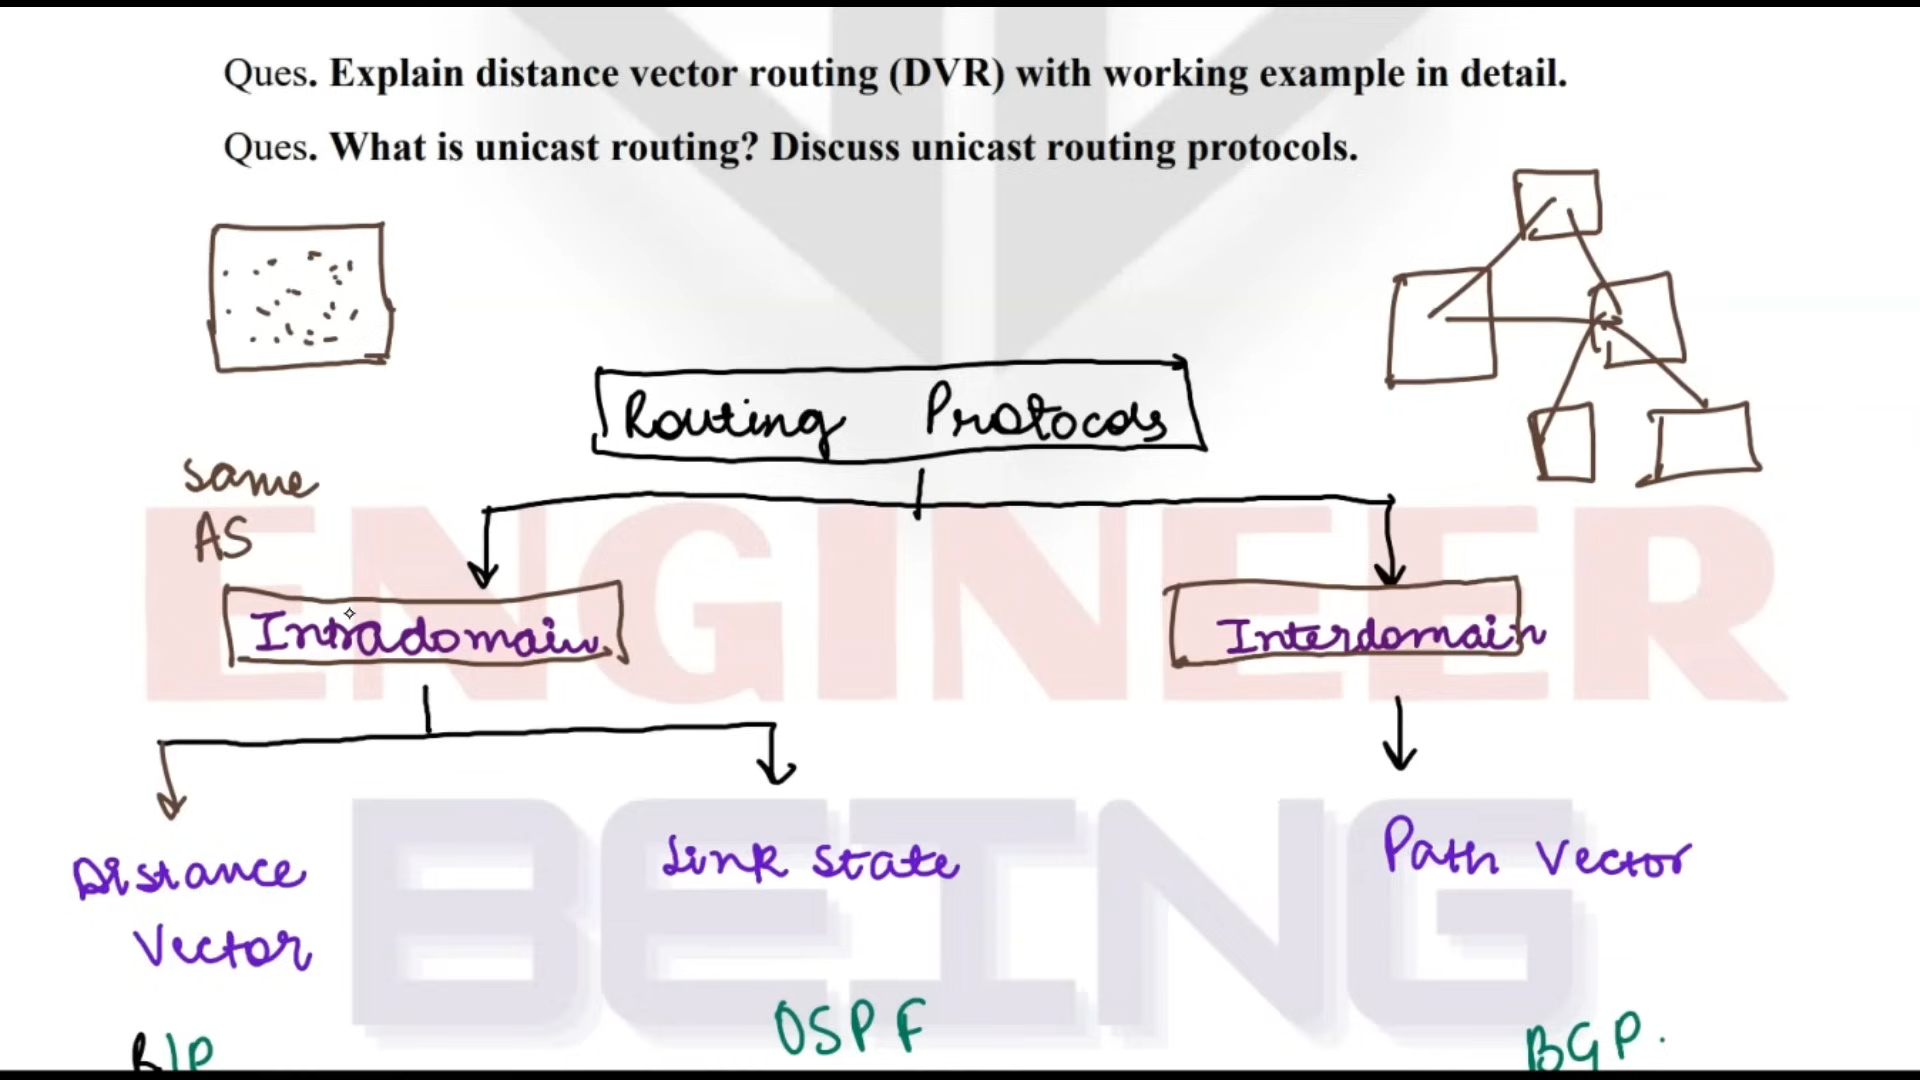 Ques. Explain distance vector routing (DVR) with working example in detail.
Ques. What is unicast routing? Discuss unicast routing protocols.
Routing Protocols
same
AS
Intradomain
Interdomain
Distance
Vector
Link State
Path Vector
RIP
OSPF
BGP.
ENGINEER
BEING